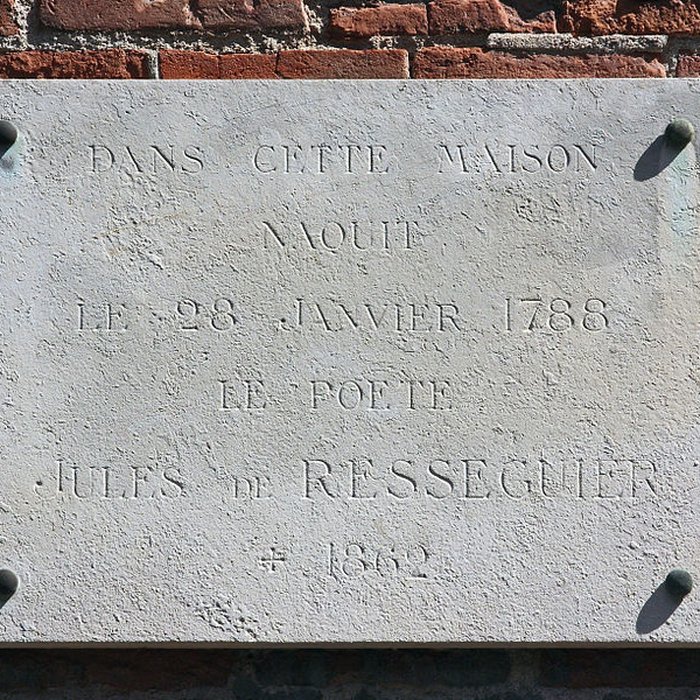 DANS CETTE MAISON
NAQUIT
LE 28 JANVIER 1788
LE POETE
JULES DE RESSEGUIER
+ 1862